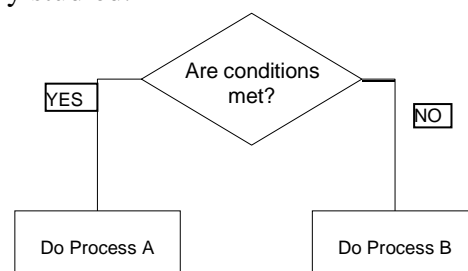 Are conditions
met?
YES
NO
Do Process A
Do Process B